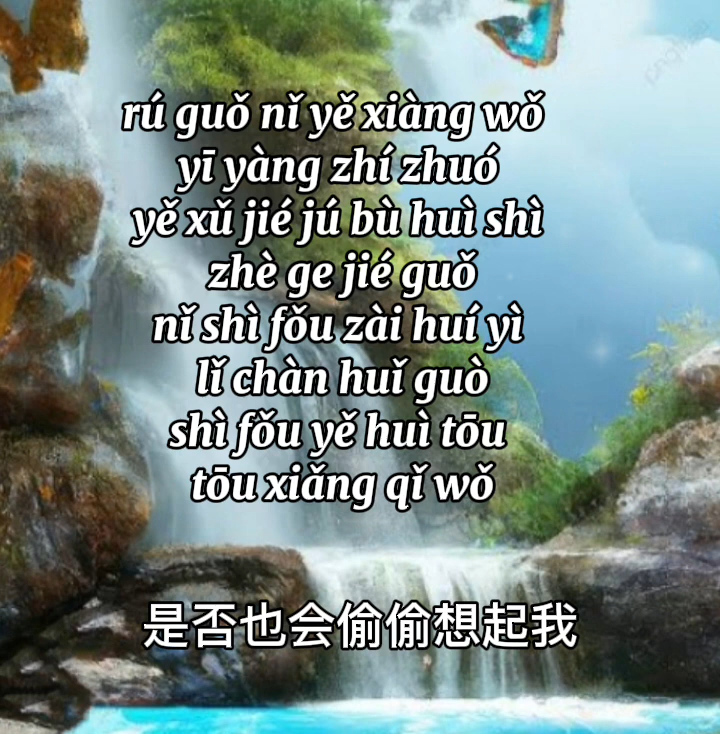 rú guǒ nǐ yě xiàng wǒ
yī yàng zhí zhuó
yě xǔ jié jú bù huì shì
zhè ge jié guǒ
nǐ shì fǒu zài huí yì
lǐ chàn huǐ guò
shì fǒu yě huì tōu
tōu xiǎng qǐ wǒ
是否也会偷偷想起我